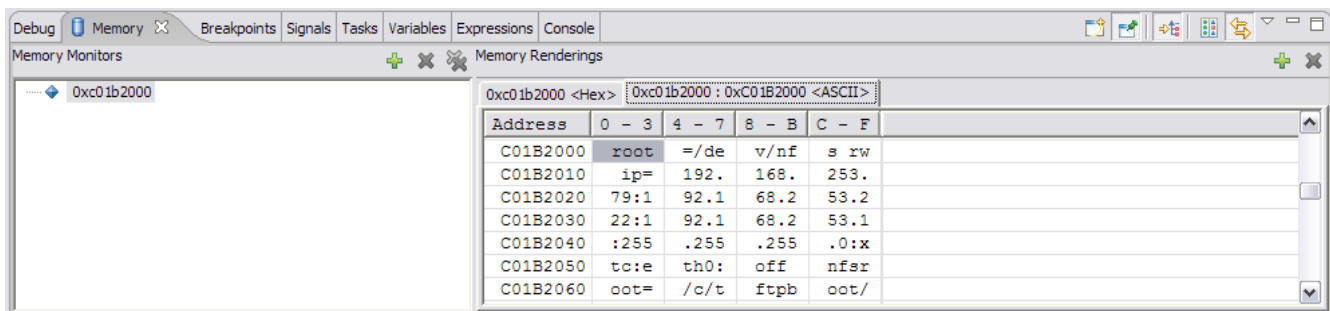 Debug Memory Breakpoints Signals Tasks Variables Expressions Console
Memory Monitors
Memory Renderings
0xc01b2000
0xc01b2000 <Hex> 0xc01b2000 : 0xC01B2000 <ASCII>
Address 0 - 3 4 - 7 8 - B C - F
C01B2000 root =/de v/nf s rw
C01B2010 ip= 192. 168. 253.
C01B2020 79:1 92.1 68.2 53.2
C01B2030 22:1 92.1 68.2 53.1
C01B2040 :255 .255 .255 .0:x
C01B2050 tc:e th0: off nfsr
C01B2060 oot= /c/t ftpb oot/